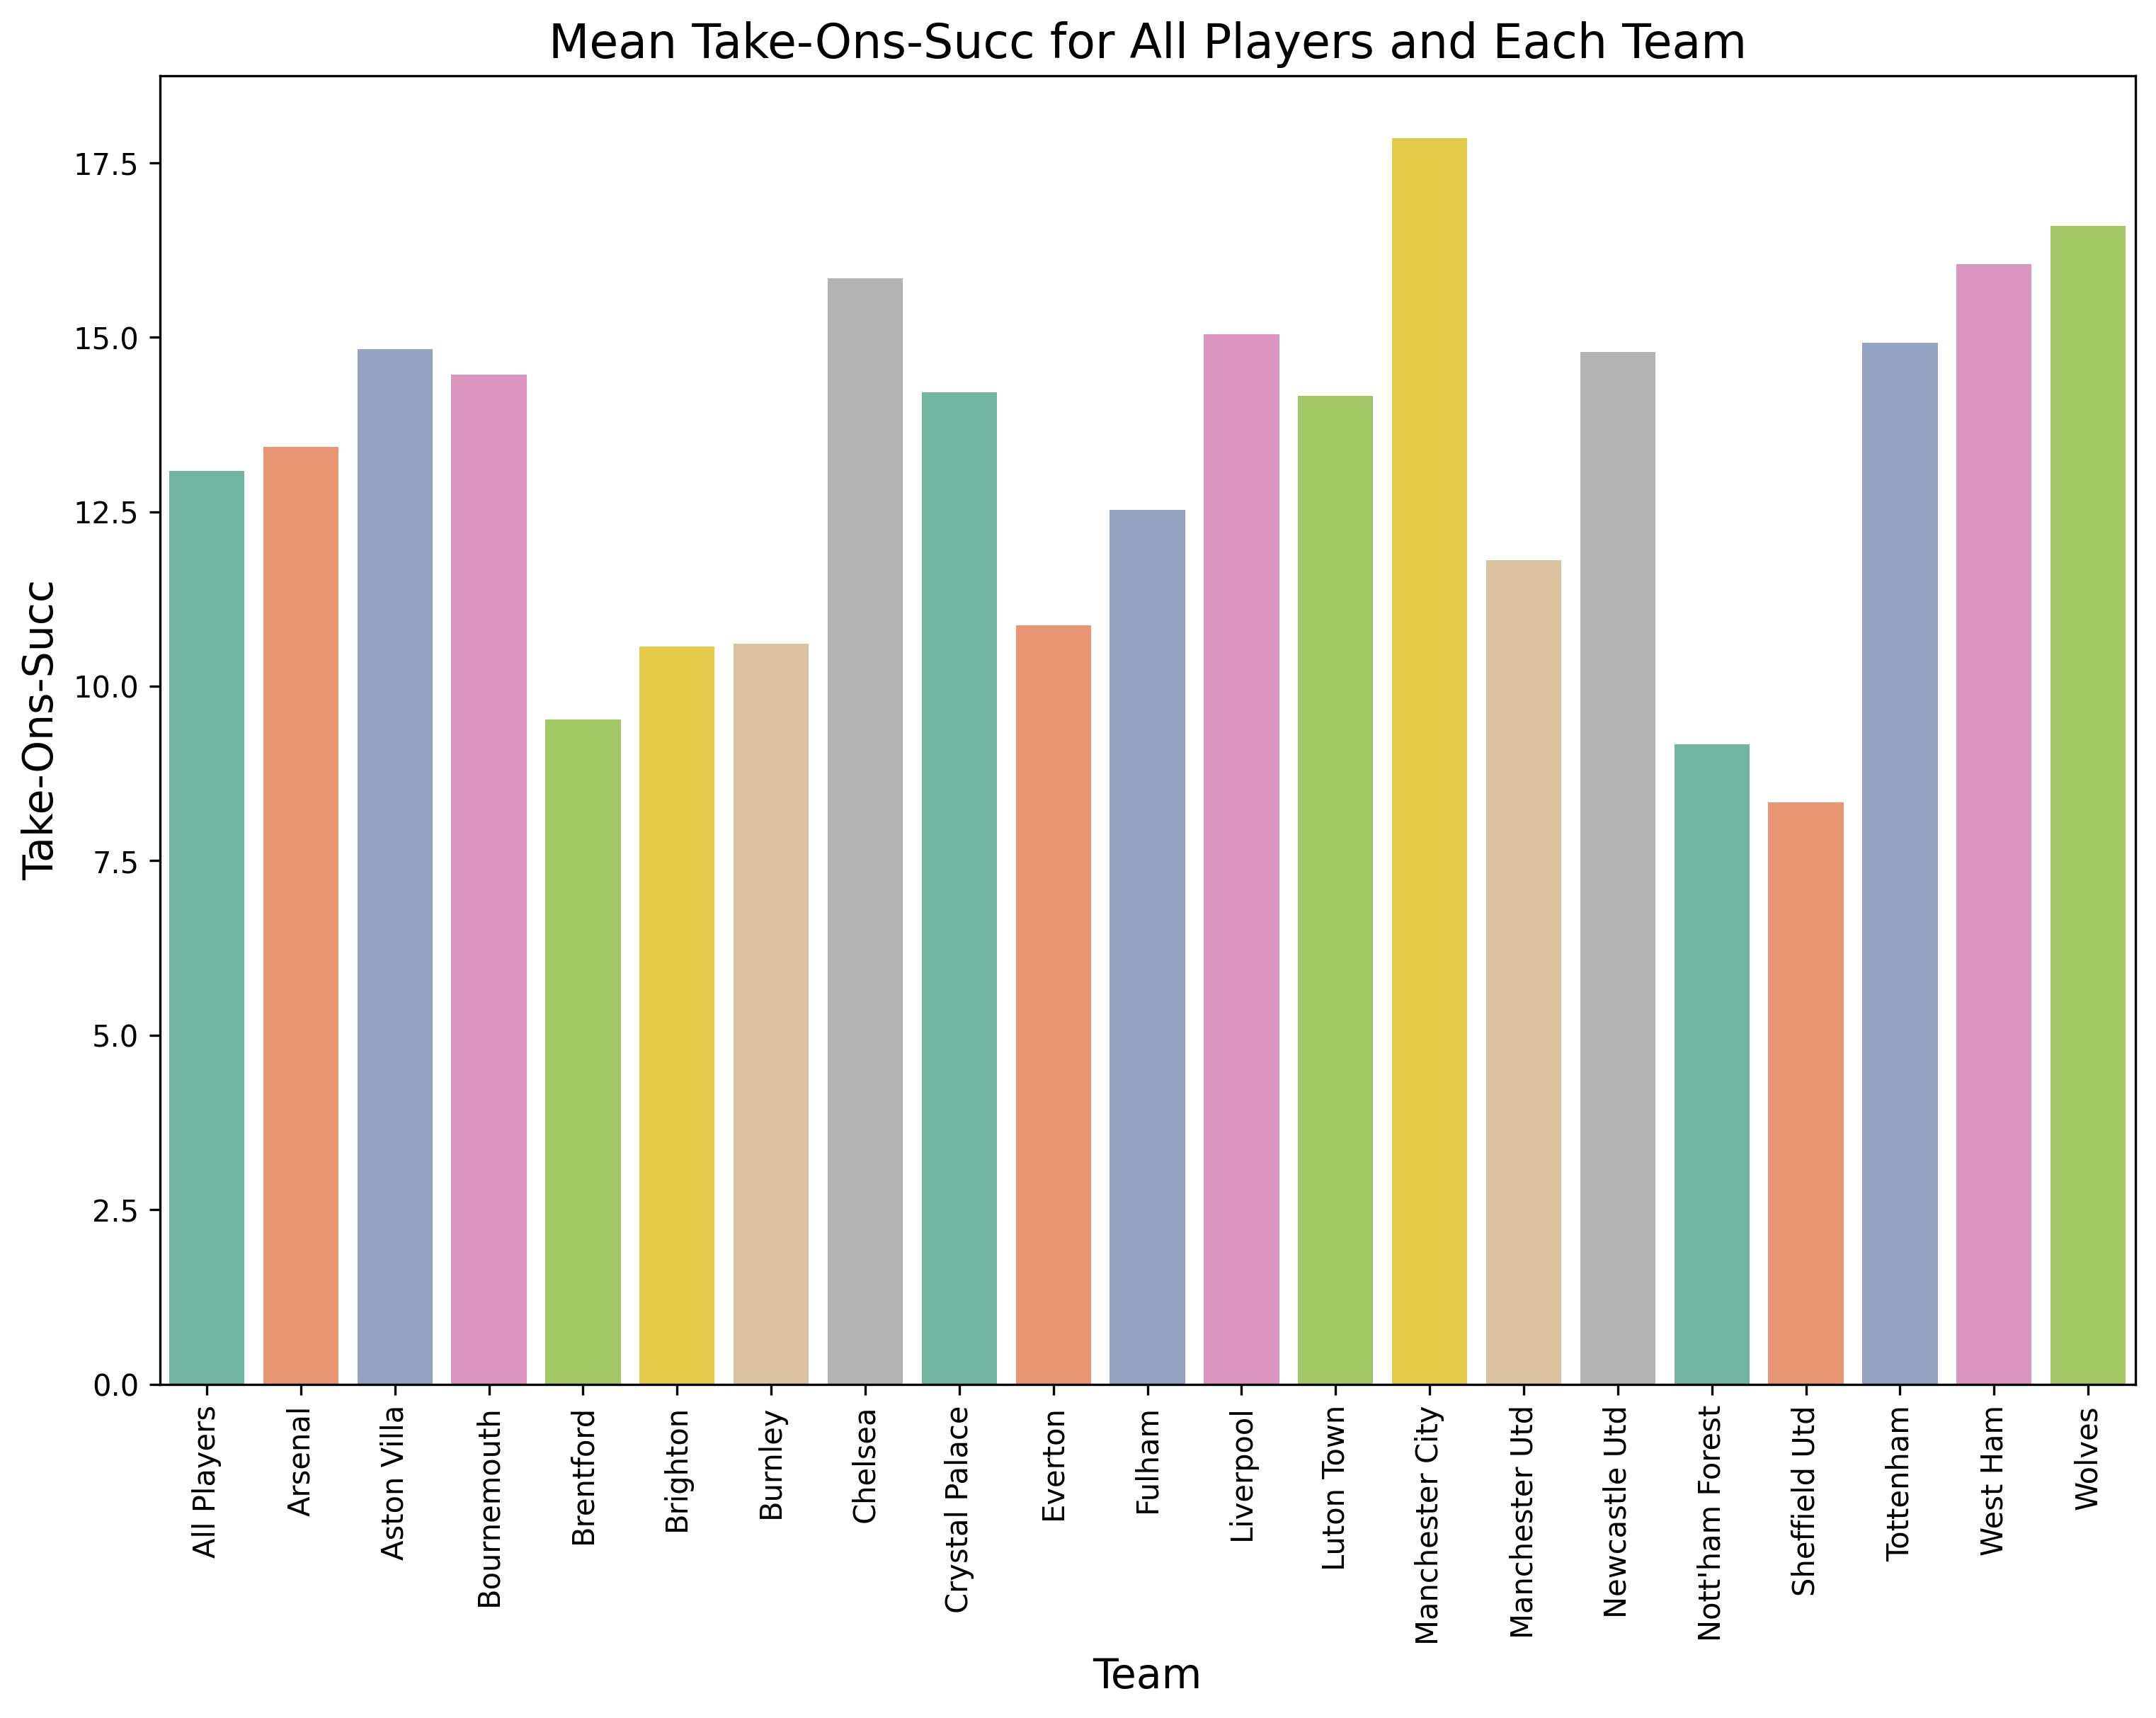 Mean Take-Ons-Succ for All Players and Each Team
Take-Ons-Succ
17.5
15.0
12.5
10.0
7.5
5.0
2.5
0.0
All Players
Arsenal
Aston Villa
Bournemouth
Brentford
Brighton
Burnley
Chelsea
Crystal Palace
Everton
Fulham
Liverpool
Luton Town
Manchester City
Manchester Utd
Newcastle Utd
Nott'ham Forest
Sheffield Utd
Tottenham
West Ham
Wolves
Team